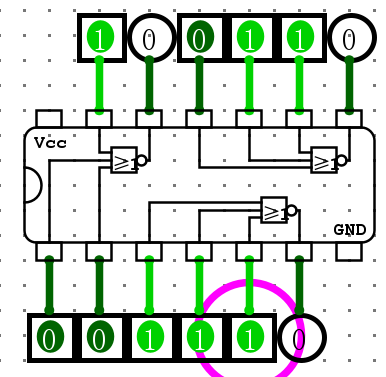 1 0 0 1 1 0
Vcc
≥1 ≥1
≥1
GND
0 0 1 1 1 0